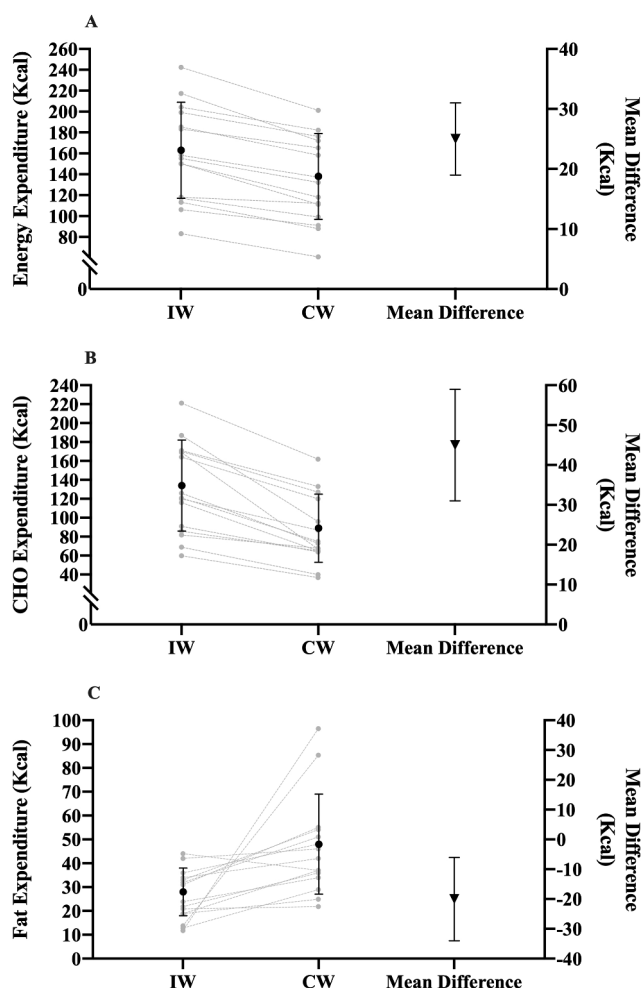 A
Energy Expenditure (Kcal)
260
240
220
200
180
160
140
120
100
80
0
40
30
20
10
0
Mean Difference
(Kcal)
IW
CW
Mean Difference
B
CHO Expenditure (Kcal)
240
220
200
180
160
140
120
100
80
60
40
0
60
50
40
30
20
10
0
Mean Difference
(Kcal)
IW
CW
Mean Difference
C
Fat Expenditure (Kcal)
100
90
80
70
60
50
40
30
20
10
0
40
30
20
10
0
-10
-20
-30
-40
Mean Difference
(Kcal)
IW
CW
Mean Difference